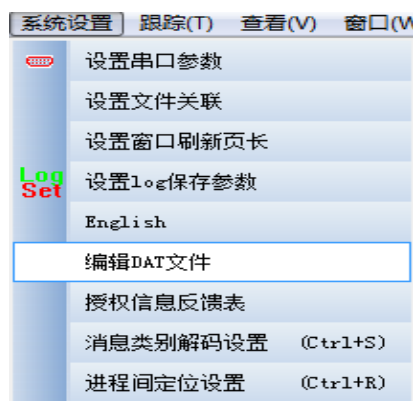 系统设置 跟踪(T) 查看(V) 窗口(W
设置串口参数
设置文件关联
设置窗口刷新页长
Log Set 设置log保存参数
English
编辑DAT文件
授权信息反馈表
消息类别解码设置 (Ctrl+S)
进程间定位设置 (Ctrl+R)